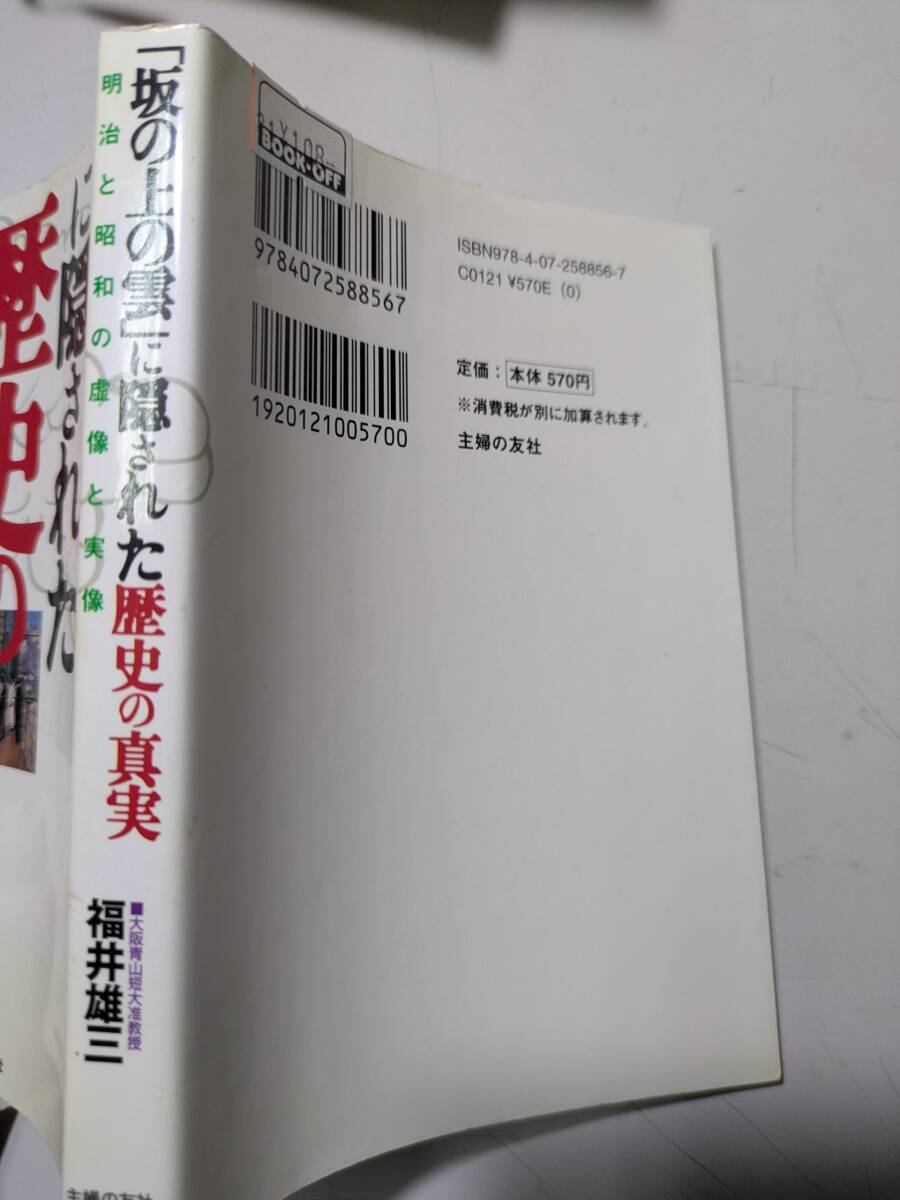 「坂の上の雲」に隠された歴史の真実
明治と昭和の虚像と実像
■大阪青山短大准教授
福井雄三
主婦の友社
に隠された
歴史の
BOOK・OFF
9784072588567
1920121005700
ISBN978-4-07-258856-7
C0121 ¥570E (0)
定価：本体 570円
※消費税が別に加算されます。
主婦の友社